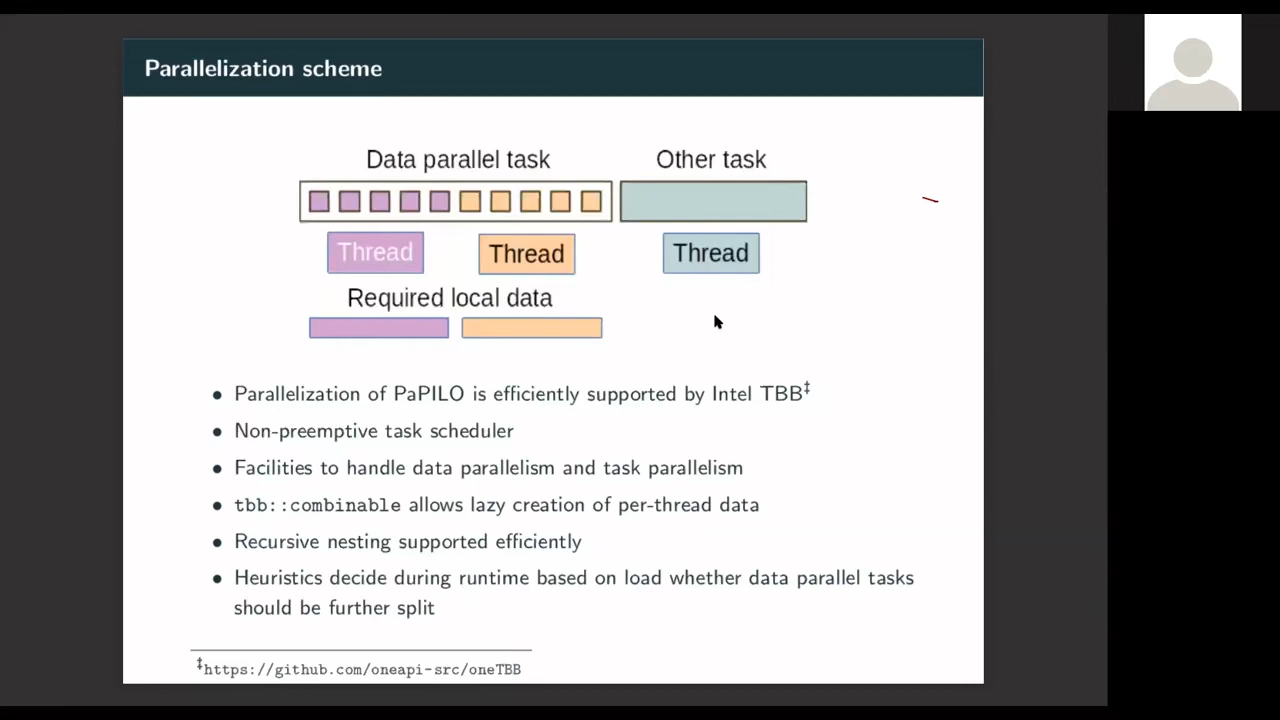 Parallelization scheme
Data parallel task
Other task
Thread
Thread
Thread
Required local data
• Parallelization of PaPILO is efficiently supported by Intel TBB‡
• Non-preemptive task scheduler
• Facilities to handle data parallelism and task parallelism
• tbb::combinable allows lazy creation of per-thread data
• Recursive nesting supported efficiently
• Heuristics decide during runtime based on load whether data parallel tasks
should be further split
‡https://github.com/oneapi-src/oneTBB